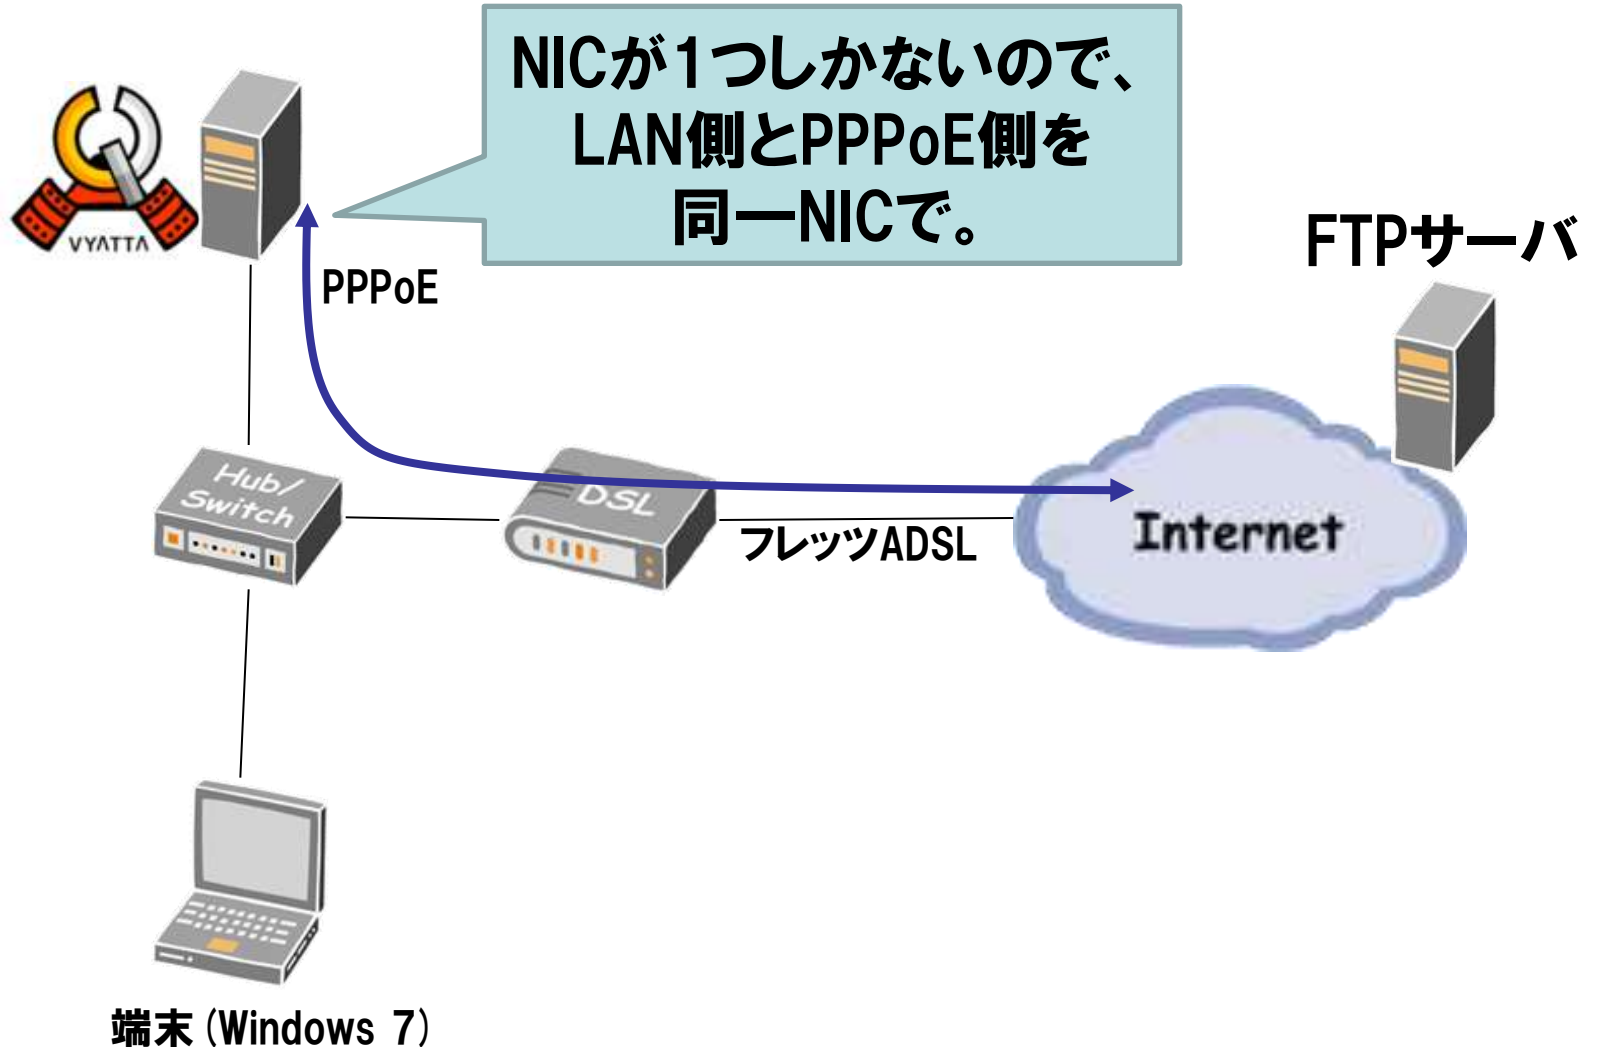 NICが1つしかないので、
LAN側とPPPoE側を
同一NICで。
VYATTA
FTPサーバ
PPPoE
Hub/
Switch
DSL
フレッツADSL
Internet
端末(Windows 7)